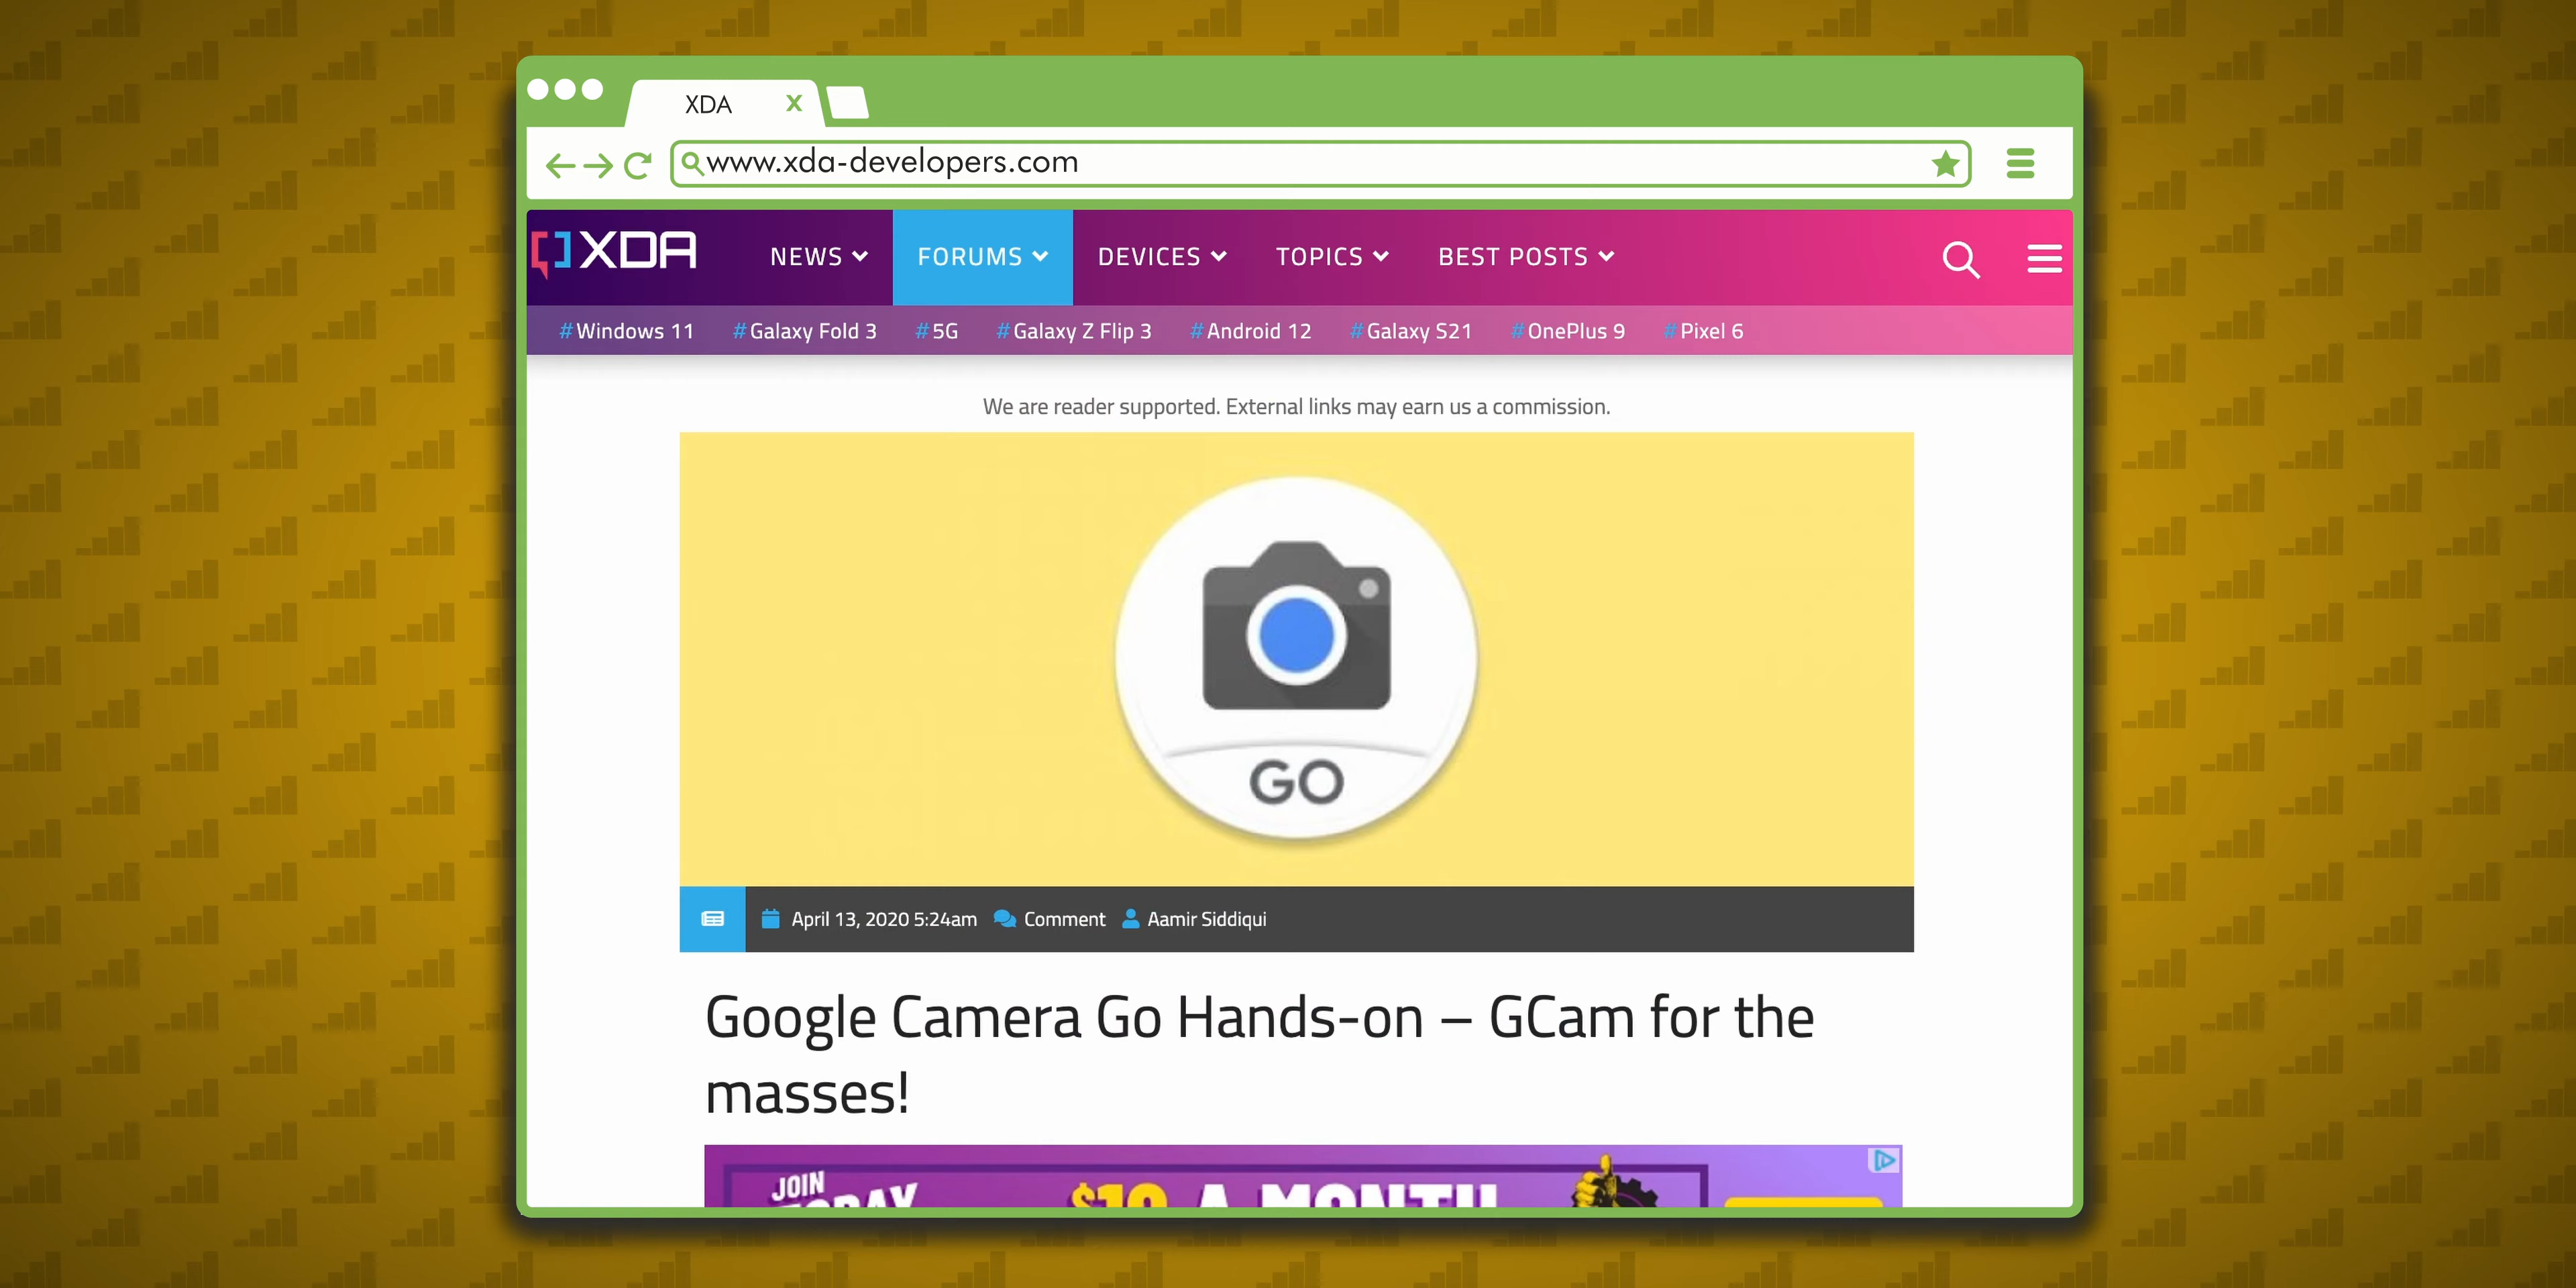 XDA X
www.xda-developers.com
XDA NEWS FORUMS DEVICES TOPICS BEST POSTS
#Windows 11 #Galaxy Fold 3 #5G #Galaxy Z Flip 3 #Android 12 #Galaxy S21 #OnePlus 9 #Pixel 6
We are reader supported. External links may earn us a commission.
GO
April 13, 2020 5:24am Comment Aamir Siddiqui
Google Camera Go Hands-on – GCam for the
masses!
JOIN
TODAY $10 A MONTH